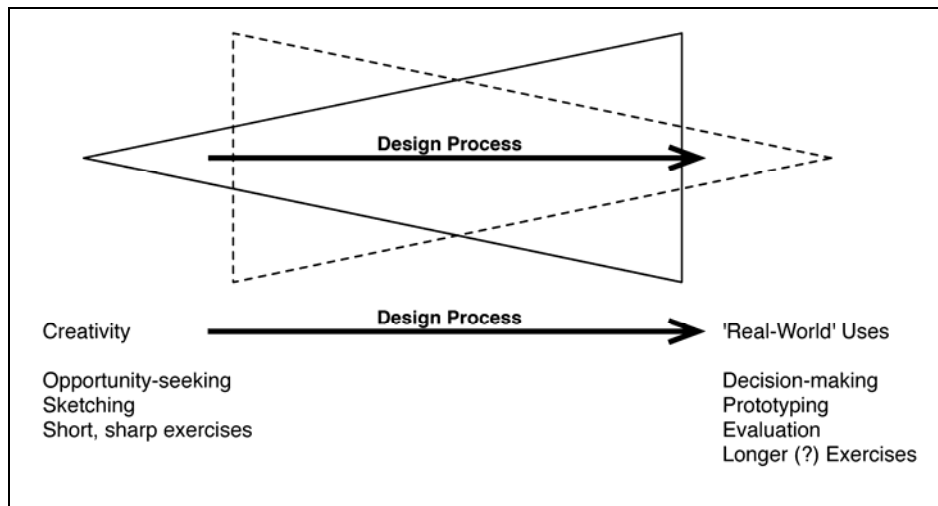 Design Process
Design Process
Creativity
'Real-World' Uses
Opportunity-seeking
Sketching
Short, sharp exercises
Decision-making
Prototyping
Evaluation
Longer (?) Exercises